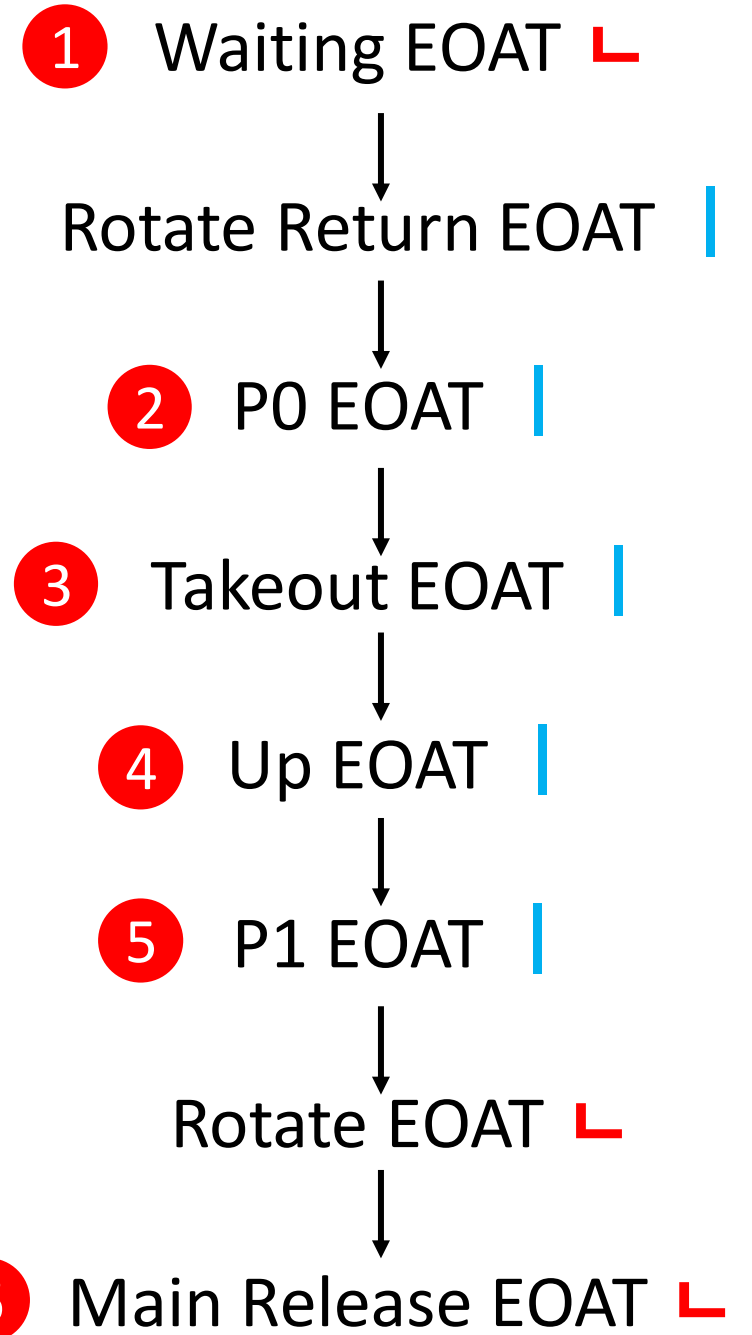 1 Waiting EOAT
Rotate Return EOAT
2 P0 EOAT
3 Takeout EOAT
4 Up EOAT
5 P1 EOAT
Rotate EOAT
Main Release EOAT